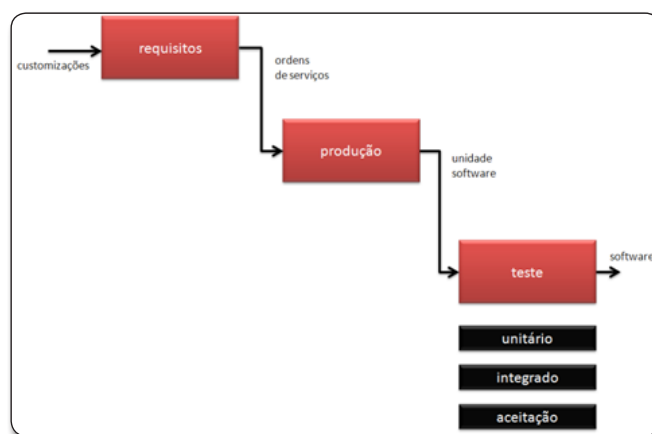 requisitos
customizações
ordens
de serviços
produção
unidade
software
teste
software
unitário
integrado
aceitação